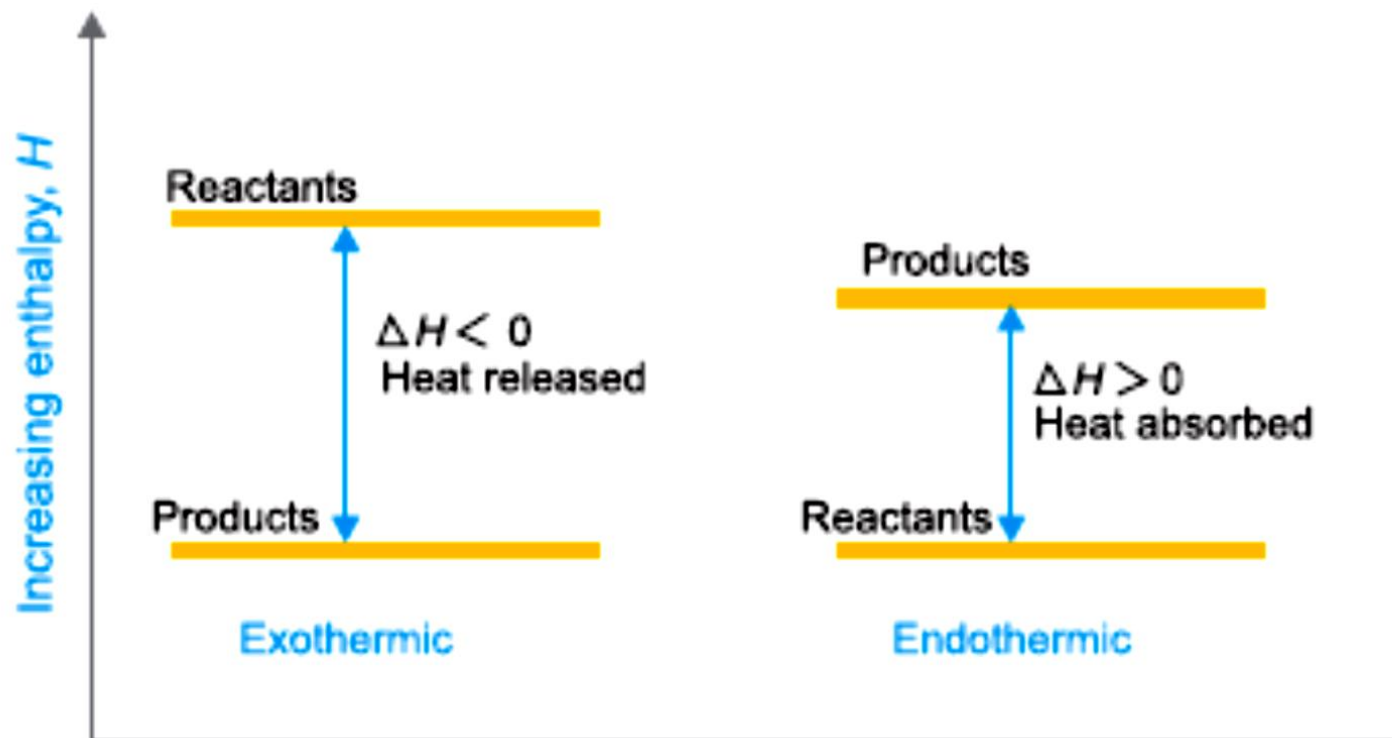 Increasing enthalpy, H
Reactants
ΔH < 0
Heat released
Products
Exothermic
Products
ΔH > 0
Heat absorbed
Reactants
Endothermic